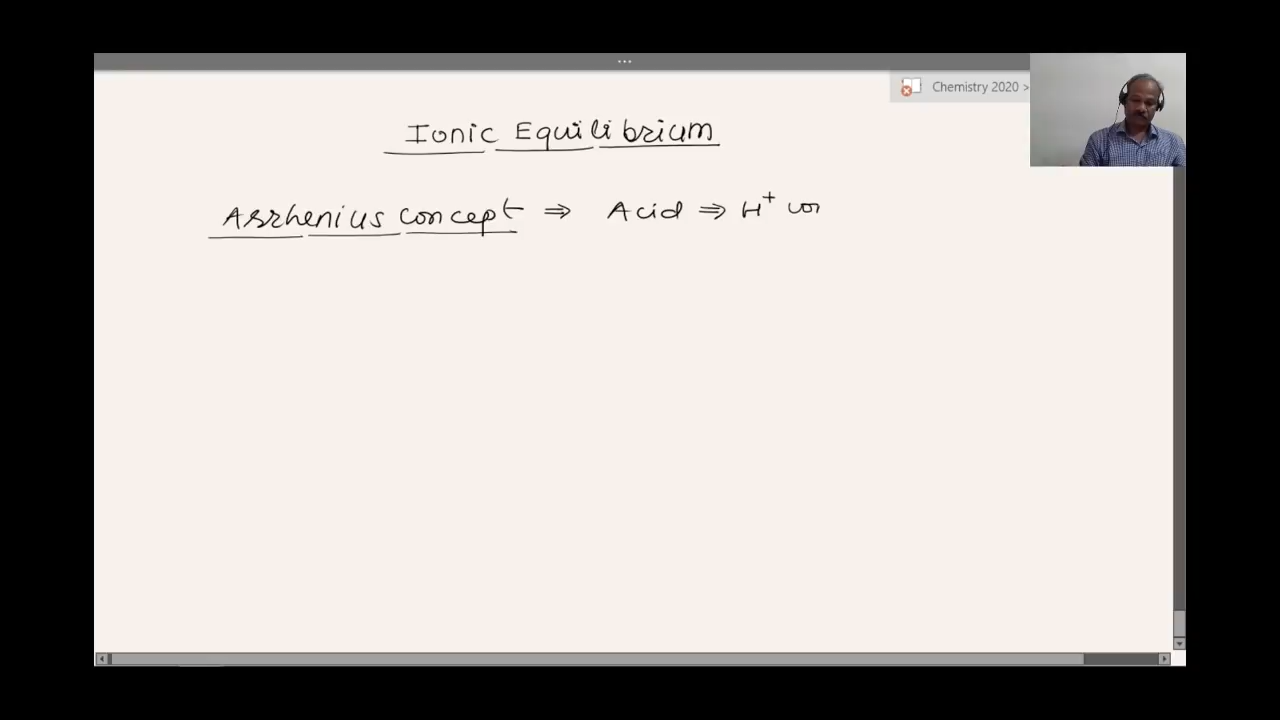 Chemistry 2020 >
Ionic Equilibrium
Arrhenius concept ⇒ Acid ⇒ H⁺